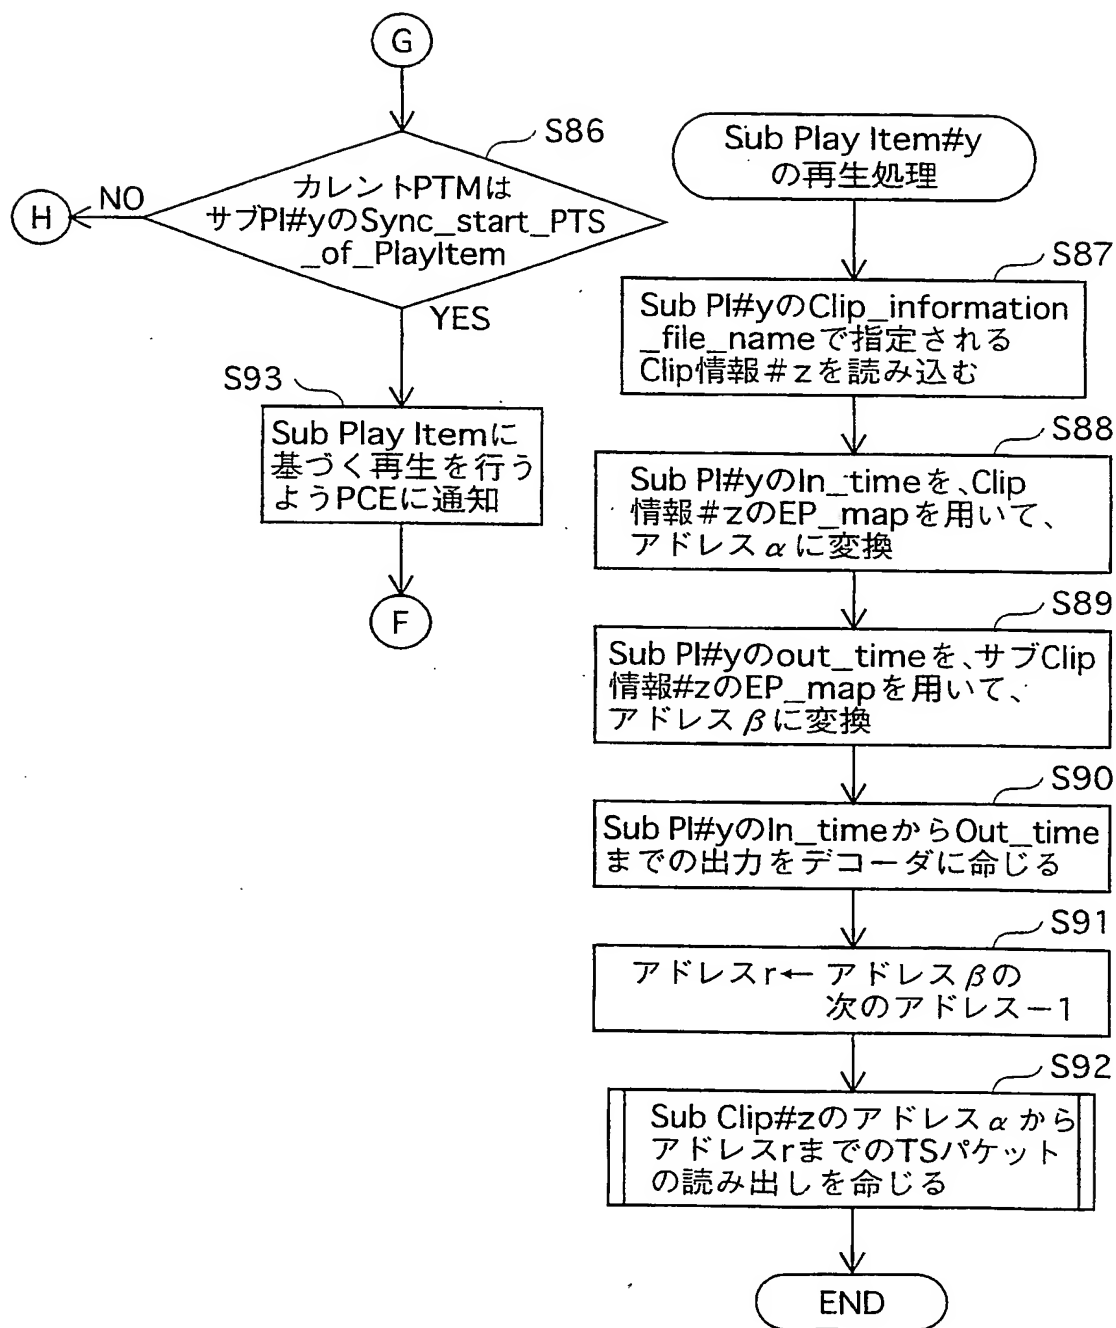 G
S86
カレントPTMは
サブPI#yのSync_start_PTS
_of_PlayItem
NO
H
YES
S93
Sub Play Itemに
基づく再生を行う
ようPCEに通知
F
Sub Play Item#y
の再生処理
S87
Sub PI#yのClip_information
_file_nameで指定される
Clip情報#zを読み込む
S88
Sub PI#yのIn_timeを、Clip
情報#zのEP_mapを用いて、
アドレスαに変換
S89
Sub PI#yのout_timeを、サブClip
情報#zのEP_mapを用いて、
アドレスβに変換
S90
Sub PI#yのIn_timeからOut_time
までの出力をデコーダに命じる
S91
アドレスr← アドレスβの
次のアドレス−1
S92
Sub Clip#zのアドレスαから
アドレスrまでのTSパケット
の読み出しを命じる
END